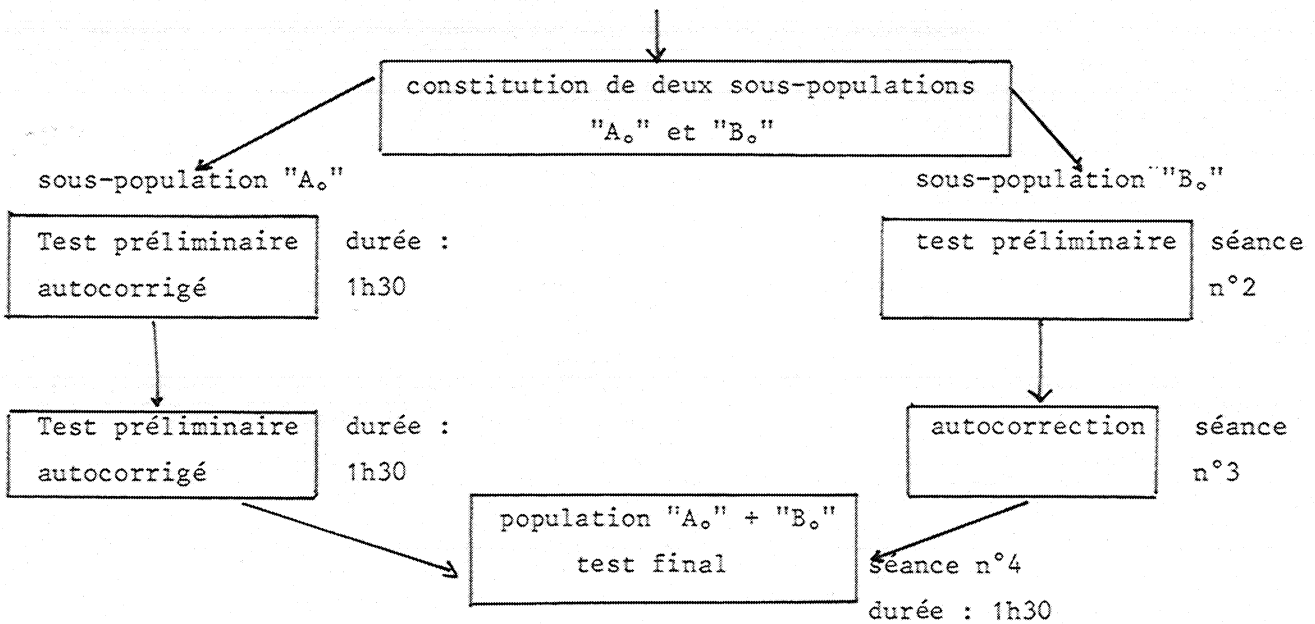 constitution de deux sous-populations
"A₀" et "B₀"
sous-population "A₀"
sous-population "B₀"
Test préliminaire
autocorrigé
durée :
1h30
test préliminaire
séance
n°2
Test préliminaire
autocorrigé
durée :
1h30
autocorrection
séance
n°3
population "A₀" + "B₀"
test final
séance n°4
durée : 1h30